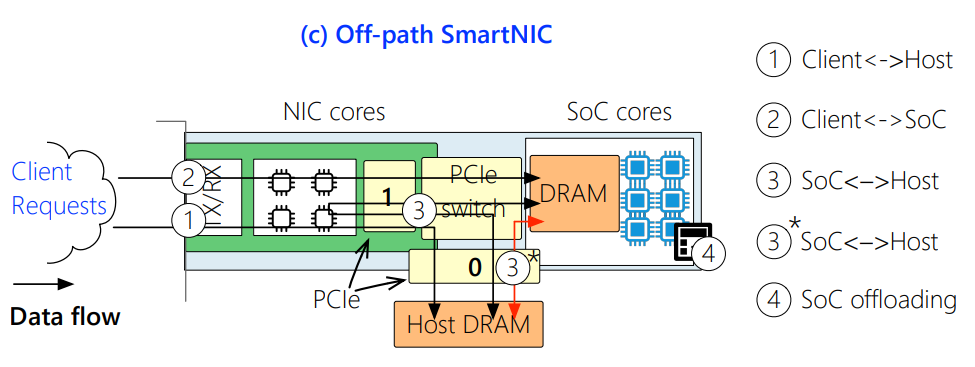 (c) Off-path SmartNIC
NIC cores
SoC cores
Client
Requests
TX/RX
2
1
1
3
PCIe
switch
DRAM
4
0
3*
PCIe
Host DRAM
Data flow
1 Client<->Host
2 Client<->SoC
3 SoC<–>Host
3* SoC<–>Host
4 SoC offloading